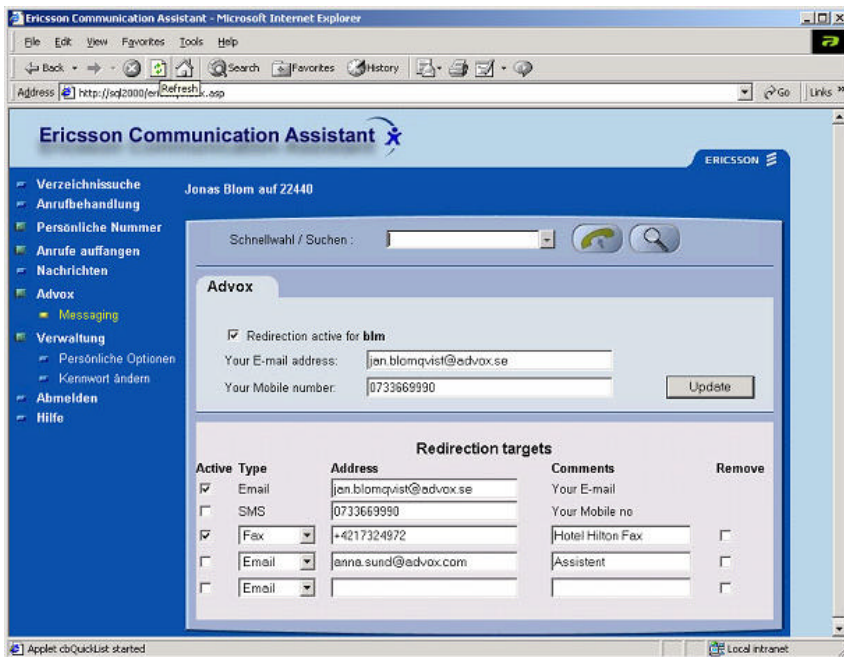 Ericsson Communication Assistant - Microsoft Internet Explorer
File Edit View Favorites Tools Help
Back Search Favorites History
Address http://sql2000/eri .asp Go Links »
Refresh
Ericsson Communication Assistant
ERICSSON
Verzeichnissuche
Anrufbehandlung
Persönliche Nummer
Anrufe auffangen
Nachrichten
Advox
Messaging
Verwaltung
Persönliche Optionen
Kennwort ändern
Abmelden
Hilfe
Jonas Blom auf 22440
Schnellwahl / Suchen :
Advox
Redirection active for blm
Your E-mail address: jan.blomqvist@advox.se
Your Mobile number: 0733669990 Update
Redirection targets
Active Type Address Comments Remove
Email jan.blomqvist@advox.se Your E-mail
SMS 0733669990 Your Mobile no
Fax +4217324972 Hotel Hilton Fax
Email anna.sund@advox.com Assistent
Email
Applet cbQuickList started Local intranet